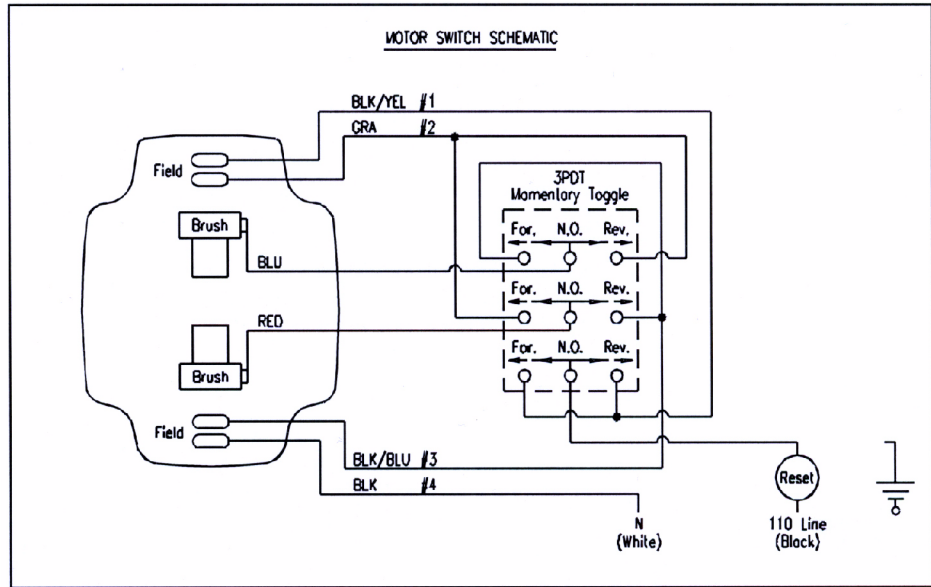 MOTOR SWITCH SCHEMATIC
BLK/YEL #1
GRA #2
Field
3PDT
Momentary Toggle
Brush
For. N.O. Rev.
BLU
For. N.O. Rev.
RED
For. N.O. Rev.
Brush
Field
BLK/BLU #3
BLK #4
Reset
N
(White)
110 Line
(Black)